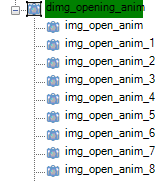 dimg_opening_anim
img_open_anim
img_open_anim_1
img_open_anim_2
img_open_anim_3
img_open_anim_4
img_open_anim_5
img_open_anim_6
img_open_anim_7
img_open_anim_8